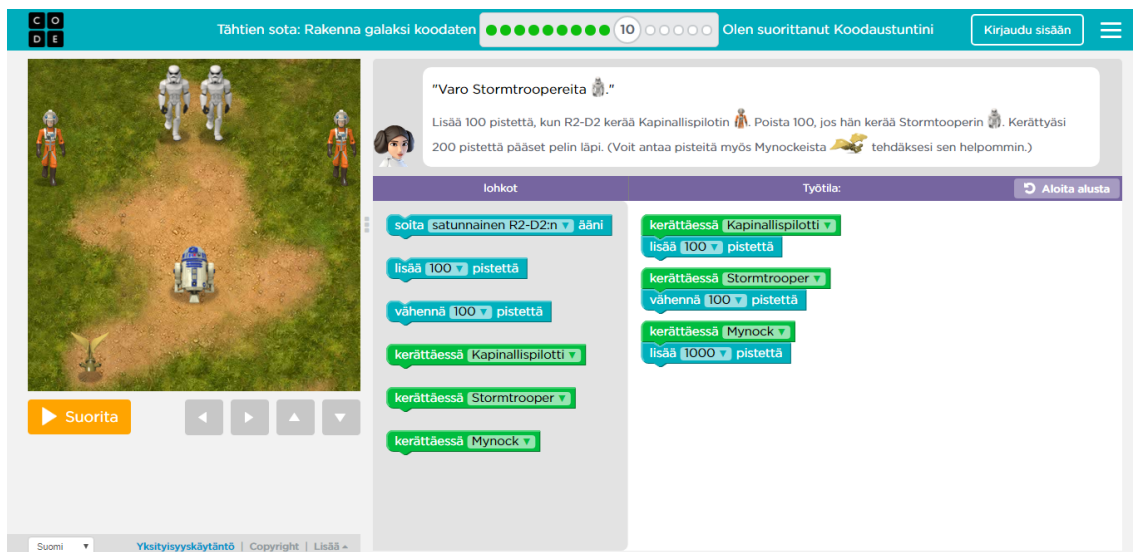 CO
DE
Tähtien sota: Rakenna galaksi koodaten
10
Olen suorittanut Koodaustuntini
Kirjaudu sisään
"Varo Stormtroopereita ."
Lisää 100 pistettä, kun R2-D2 kerää Kapinallispilotin . Poista 100, jos hän kerää Stormtooperin . Kerättyäsi
200 pistettä pääset pelin läpi. (Voit antaa pisteitä myös Mynockeista tehdäksesi sen helpommin.)
lohkot
Työtila:
Aloita alusta
soita satunnainen R2-D2:n ääni
lisää 100 pistettä
vähennä 100 pistettä
kerättäessä Kapinallispilotti
kerättäessä Stormtrooper
kerättäessä Mynock
kerättäessä Kapinallispilotti
lisää 100 pistettä
kerättäessä Stormtrooper
vähennä 100 pistettä
kerättäessä Mynock
lisää 1000 pistettä
Suorita
Suomi
Yksityisyyskäytäntö | Copyright | Lisää